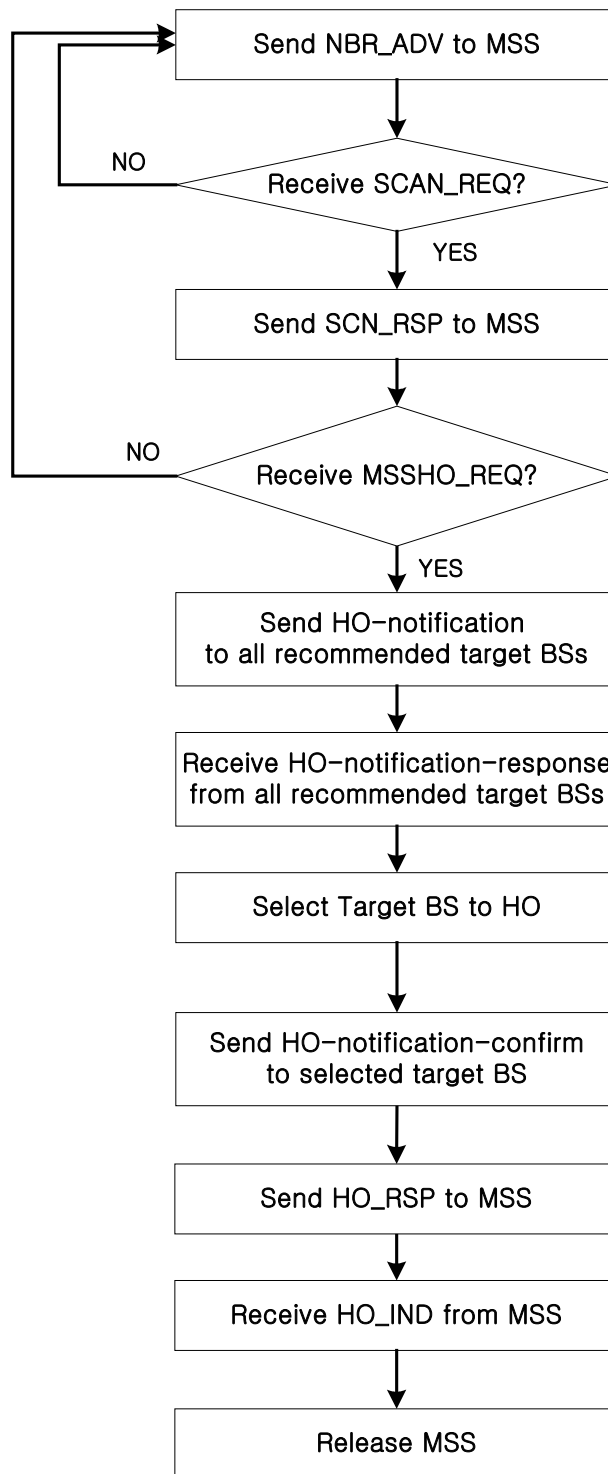 Send NBR_ADV to MSS
NO
Receive SCAN_REQ?
YES
Send SCN_RSP to MSS
NO
Receive MSSHO_REQ?
YES
Send HO-notification
to all recommended target BSs
Receive HO-notification-response
from all recommended target BSs
Select Target BS to HO
Send HO-notification-confirm
to selected target BS
Send HO_RSP to MSS
Receive HO_IND from MSS
Release MSS